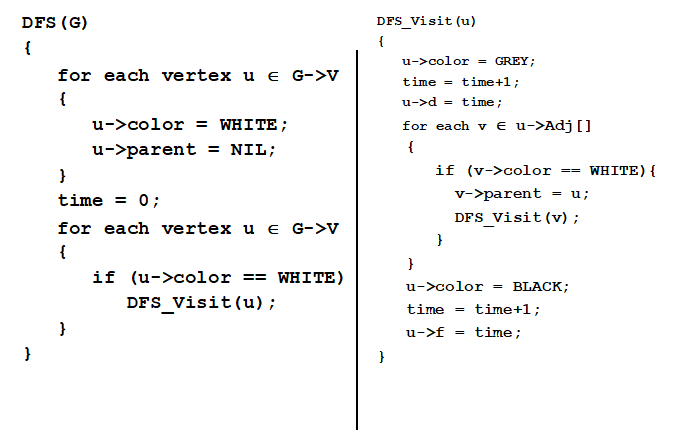 DFS(G)
{
for each vertex u ∈ G->V
{
u->color = WHITE;
u->parent = NIL;
}
time = 0;
for each vertex u ∈ G->V
{
if (u->color == WHITE)
DFS_Visit(u);
}
}
DFS_Visit(u)
{
u->color = GREY;
time = time+1;
u->d = time;
for each v ∈ u->Adj[]
{
if (v->color == WHITE){
v->parent = u;
DFS_Visit(v);
}
}
u->color = BLACK;
time = time+1;
u->f = time;
}